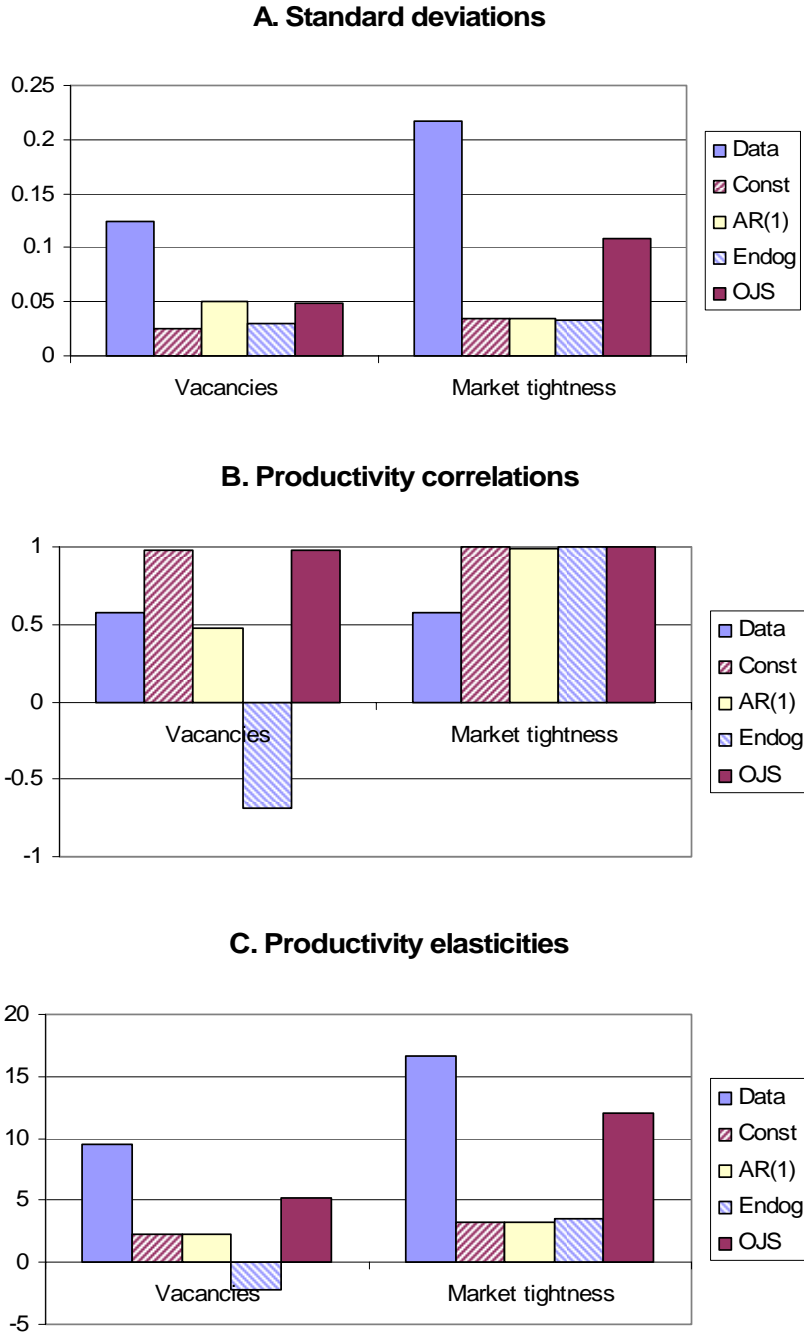 A. Standard deviations
0.25
0.2
0.15
0.1
0.05
0
Vacancies
Market tightness
Data
Const
AR(1)
Endog
OJS
B. Productivity correlations
1
0.5
0
-0.5
-1
Vacancies
Market tightness
Data
Const
AR(1)
Endog
OJS
C. Productivity elasticities
20
15
10
5
0
-5
Vacancies
Market tightness
Data
Const
AR(1)
Endog
OJS